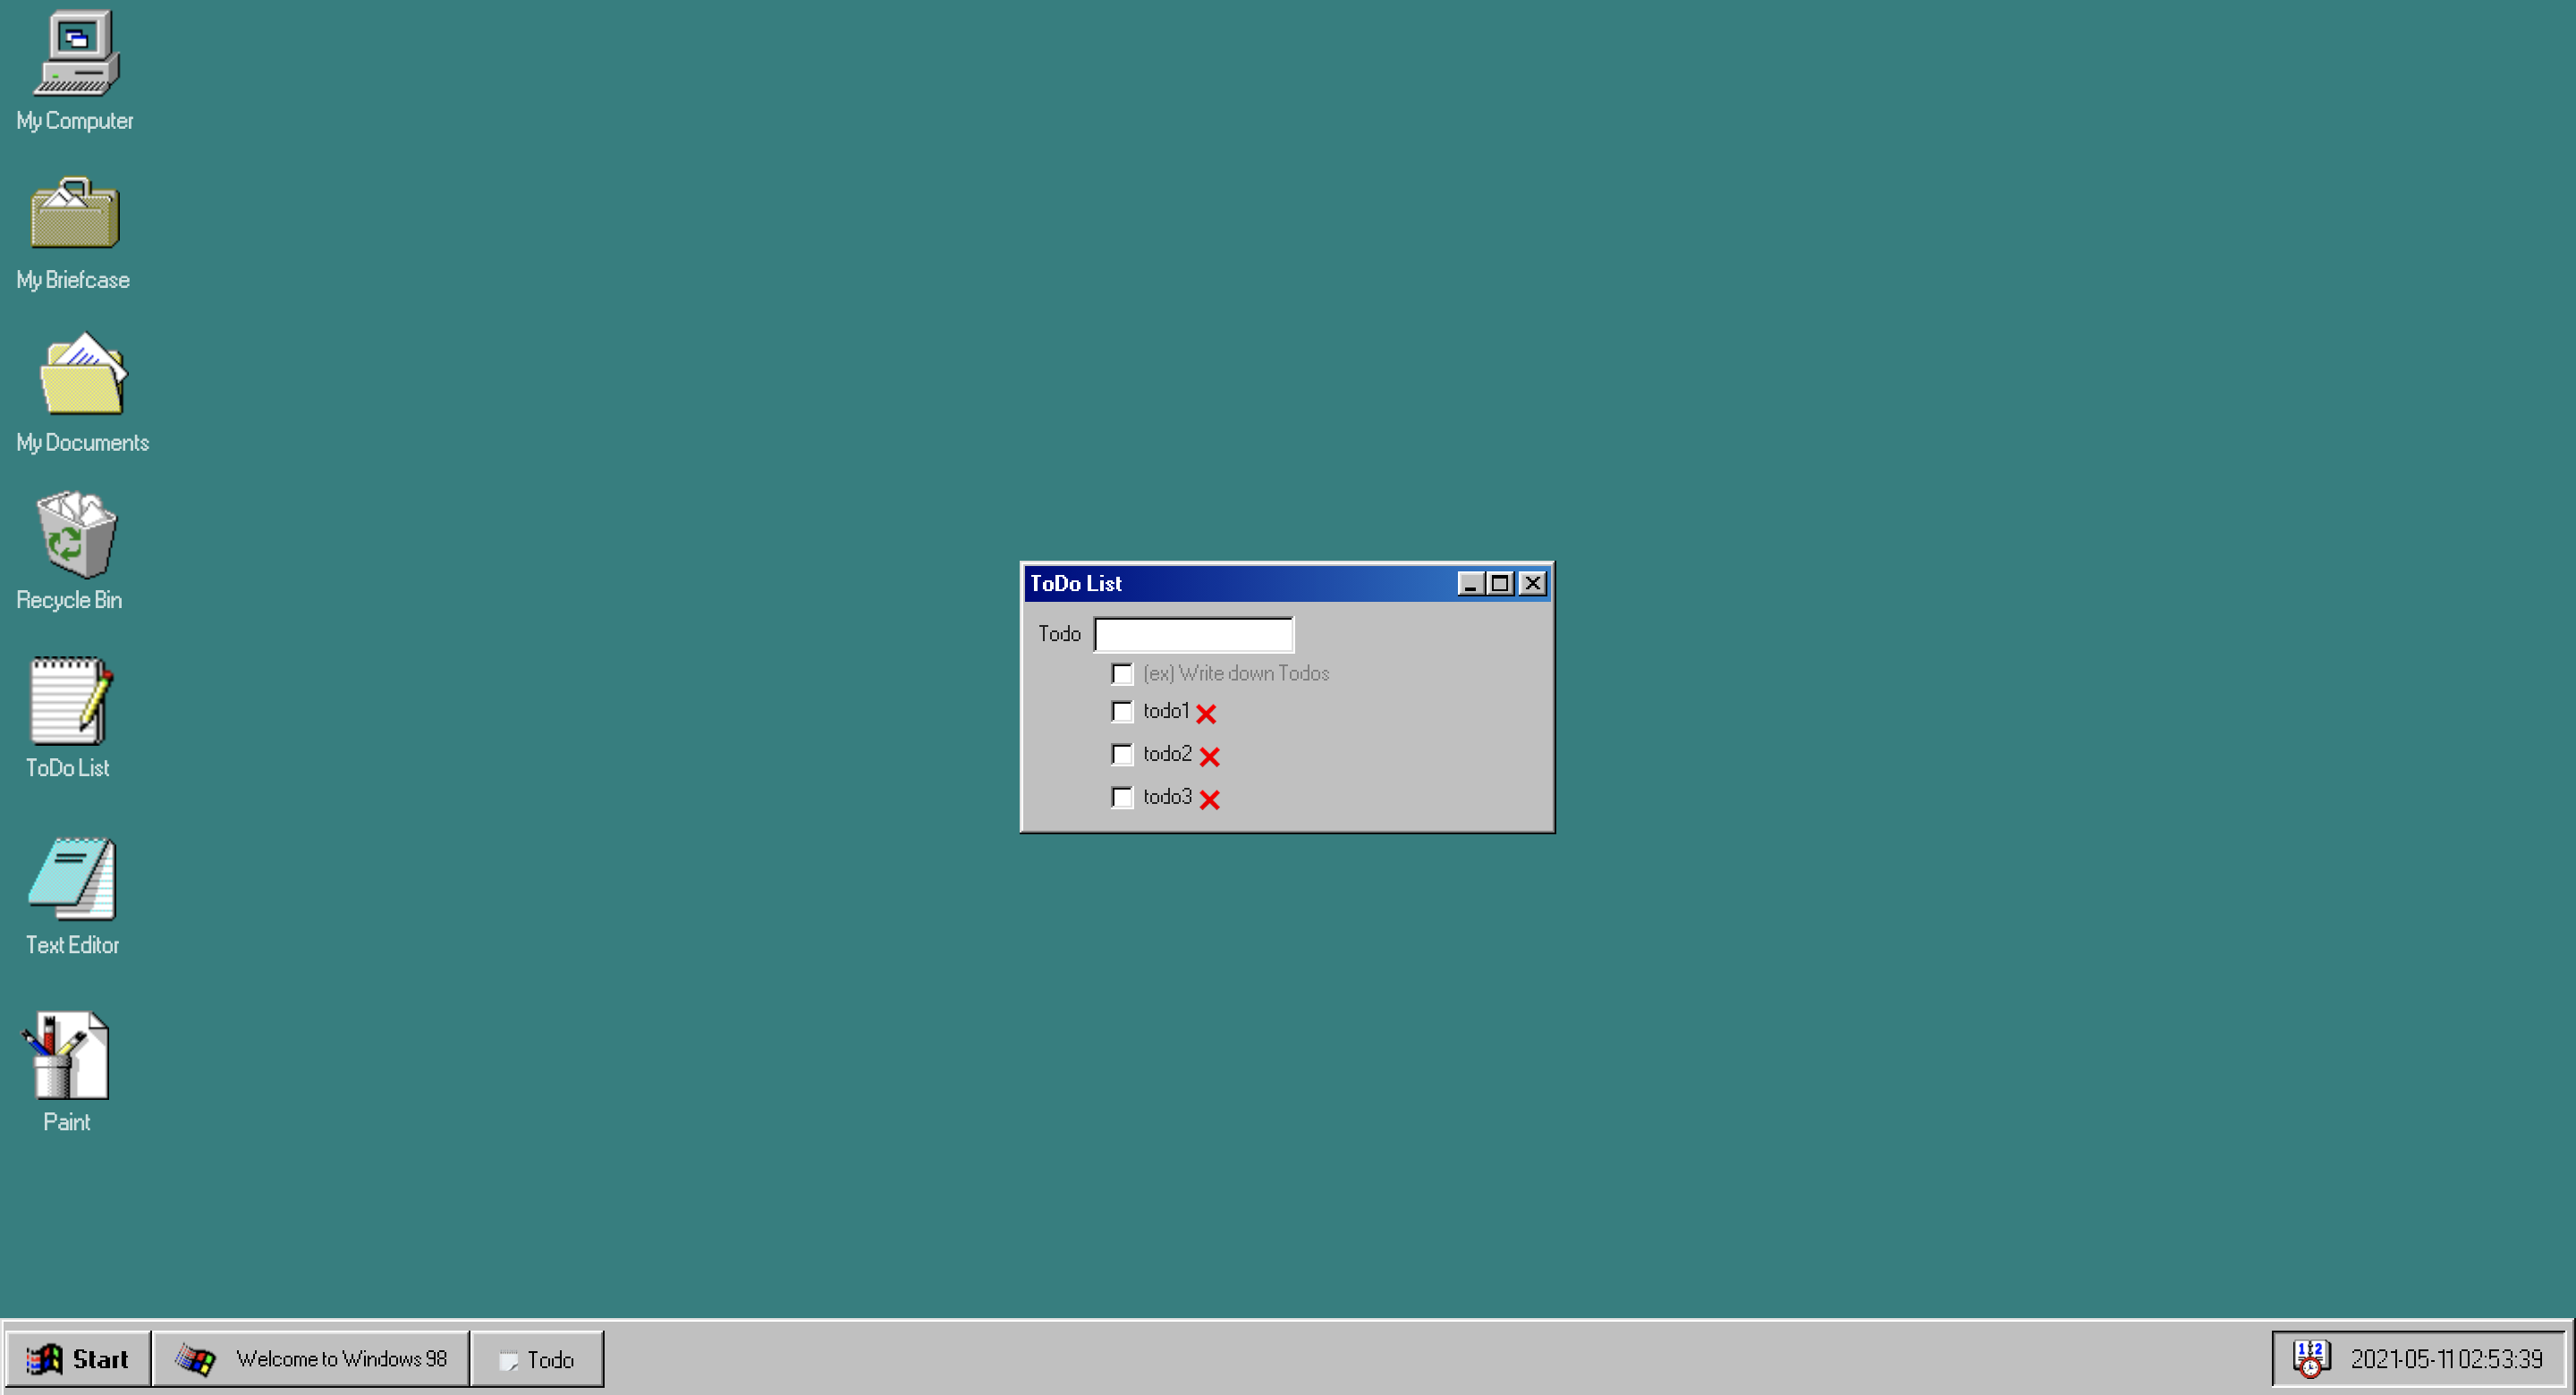 My Computer
My Briefcase
My Documents
Recycle Bin
ToDo List
Text Editor
Paint
ToDo List
Todo
(ex) Write down Todos
todo1
todo2
todo3
Start
Welcome to Windows 98
Todo
12
2021-05-11 02:53:39